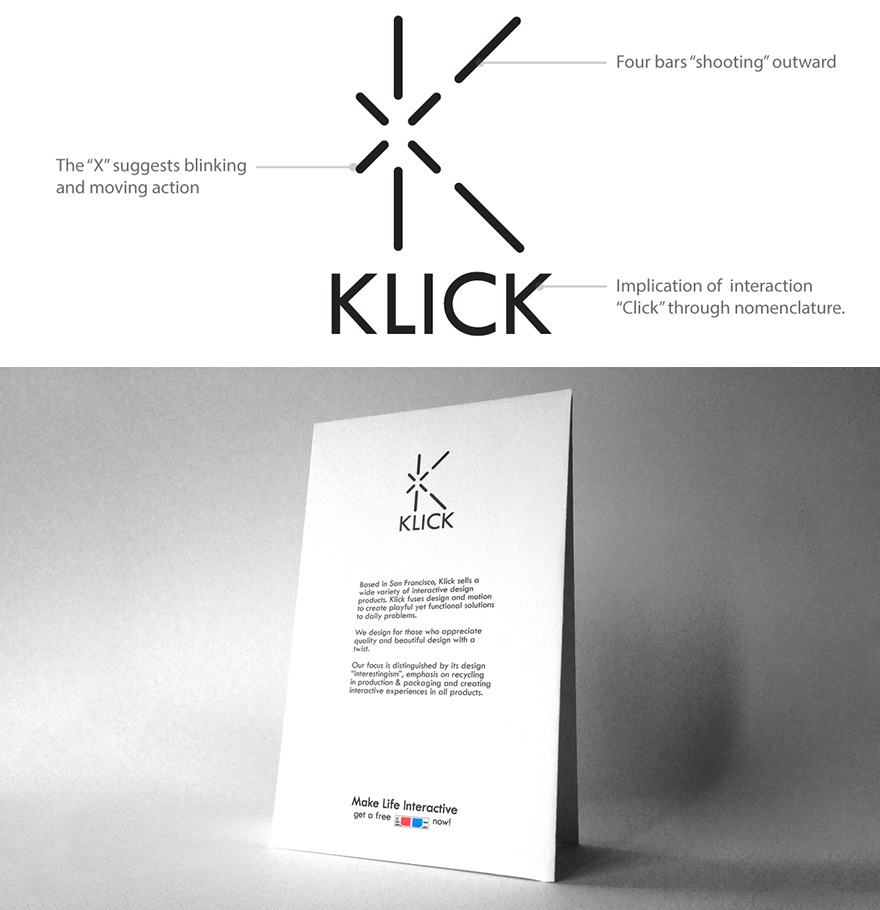 Four bars “shooting” outward
The “X” suggests blinking
and moving action
KLICK
Implication of  interaction
“Click” through nomenclature.
KLICK
Based in San Francisco, Klick sells a
wide variety of interactive design
products. Klick fuses design and motion
to create playful yet functional solutions
to daily problems.
We design for those who appreciate
quality and beautiful design with a
twist.
Our focus is distinguished by its design
"interestingism", emphasis on recycling
in production & packaging and creating
interactive experiences in all products.
Make Life Interactive
get a free now!